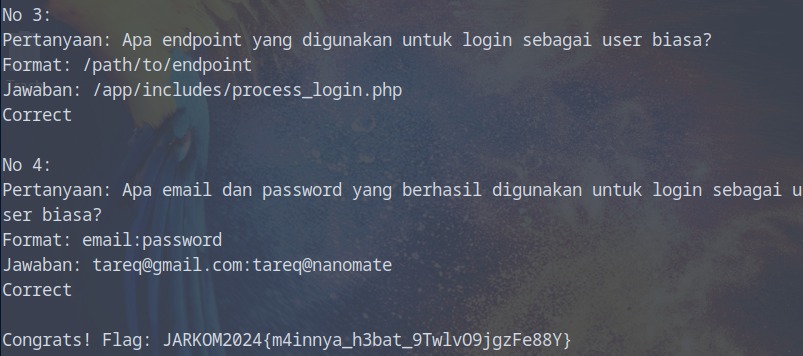 No 3:
Pertanyaan: Apa endpoint yang digunakan untuk login sebagai user biasa?
Format: /path/to/endpoint
Jawaban: /app/includes/process_login.php
Correct

No 4:
Pertanyaan: Apa email dan password yang berhasil digunakan untuk login sebagai u
ser biasa?
Format: email:password
Jawaban: tareq@gmail.com:tareq@nanomate
Correct

Congrats! Flag: JARKOM2024{m4innya_h3bat_9TwlvO9jgzFe88Y}